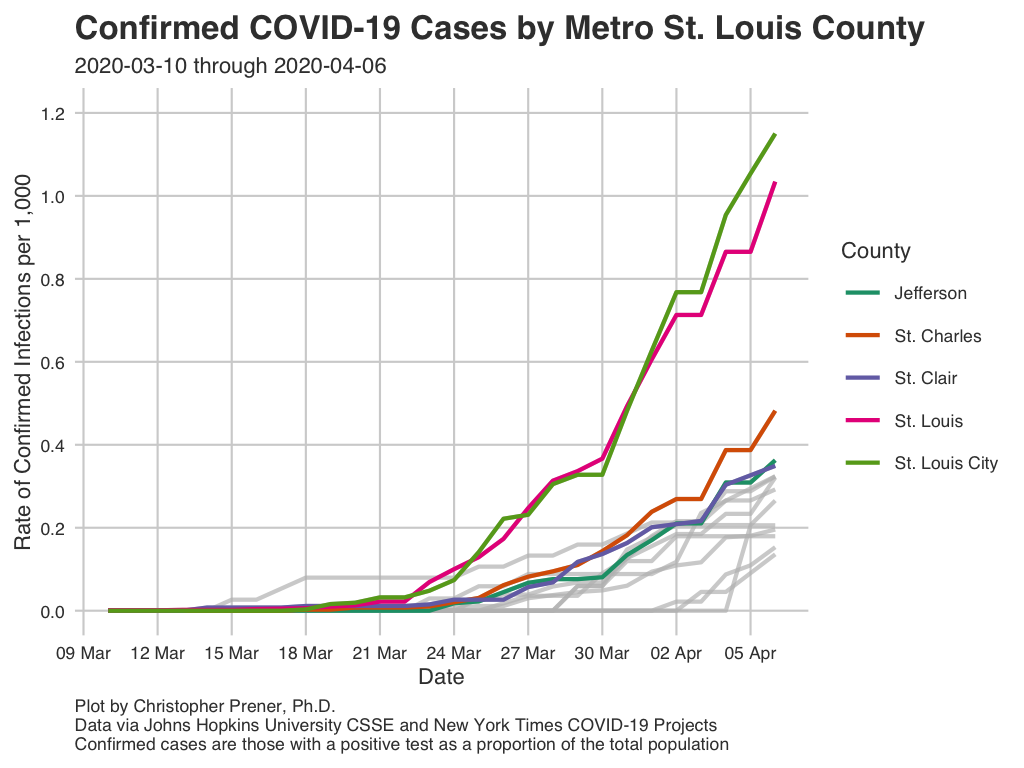 Confirmed COVID-19 Cases by Metro St. Louis County
2020-03-10 through 2020-04-06
Rate of Confirmed Infections per 1,000
1.2
1.0
0.8
0.6
0.4
0.2
0.0
09 Mar 12 Mar 15 Mar 18 Mar 21 Mar 24 Mar 27 Mar 30 Mar 02 Apr 05 Apr
Date
County
Jefferson
St. Charles
St. Clair
St. Louis
St. Louis City
Plot by Christopher Prener, Ph.D.
Data via Johns Hopkins University CSSE and New York Times COVID-19 Projects
Confirmed cases are those with a positive test as a proportion of the total population